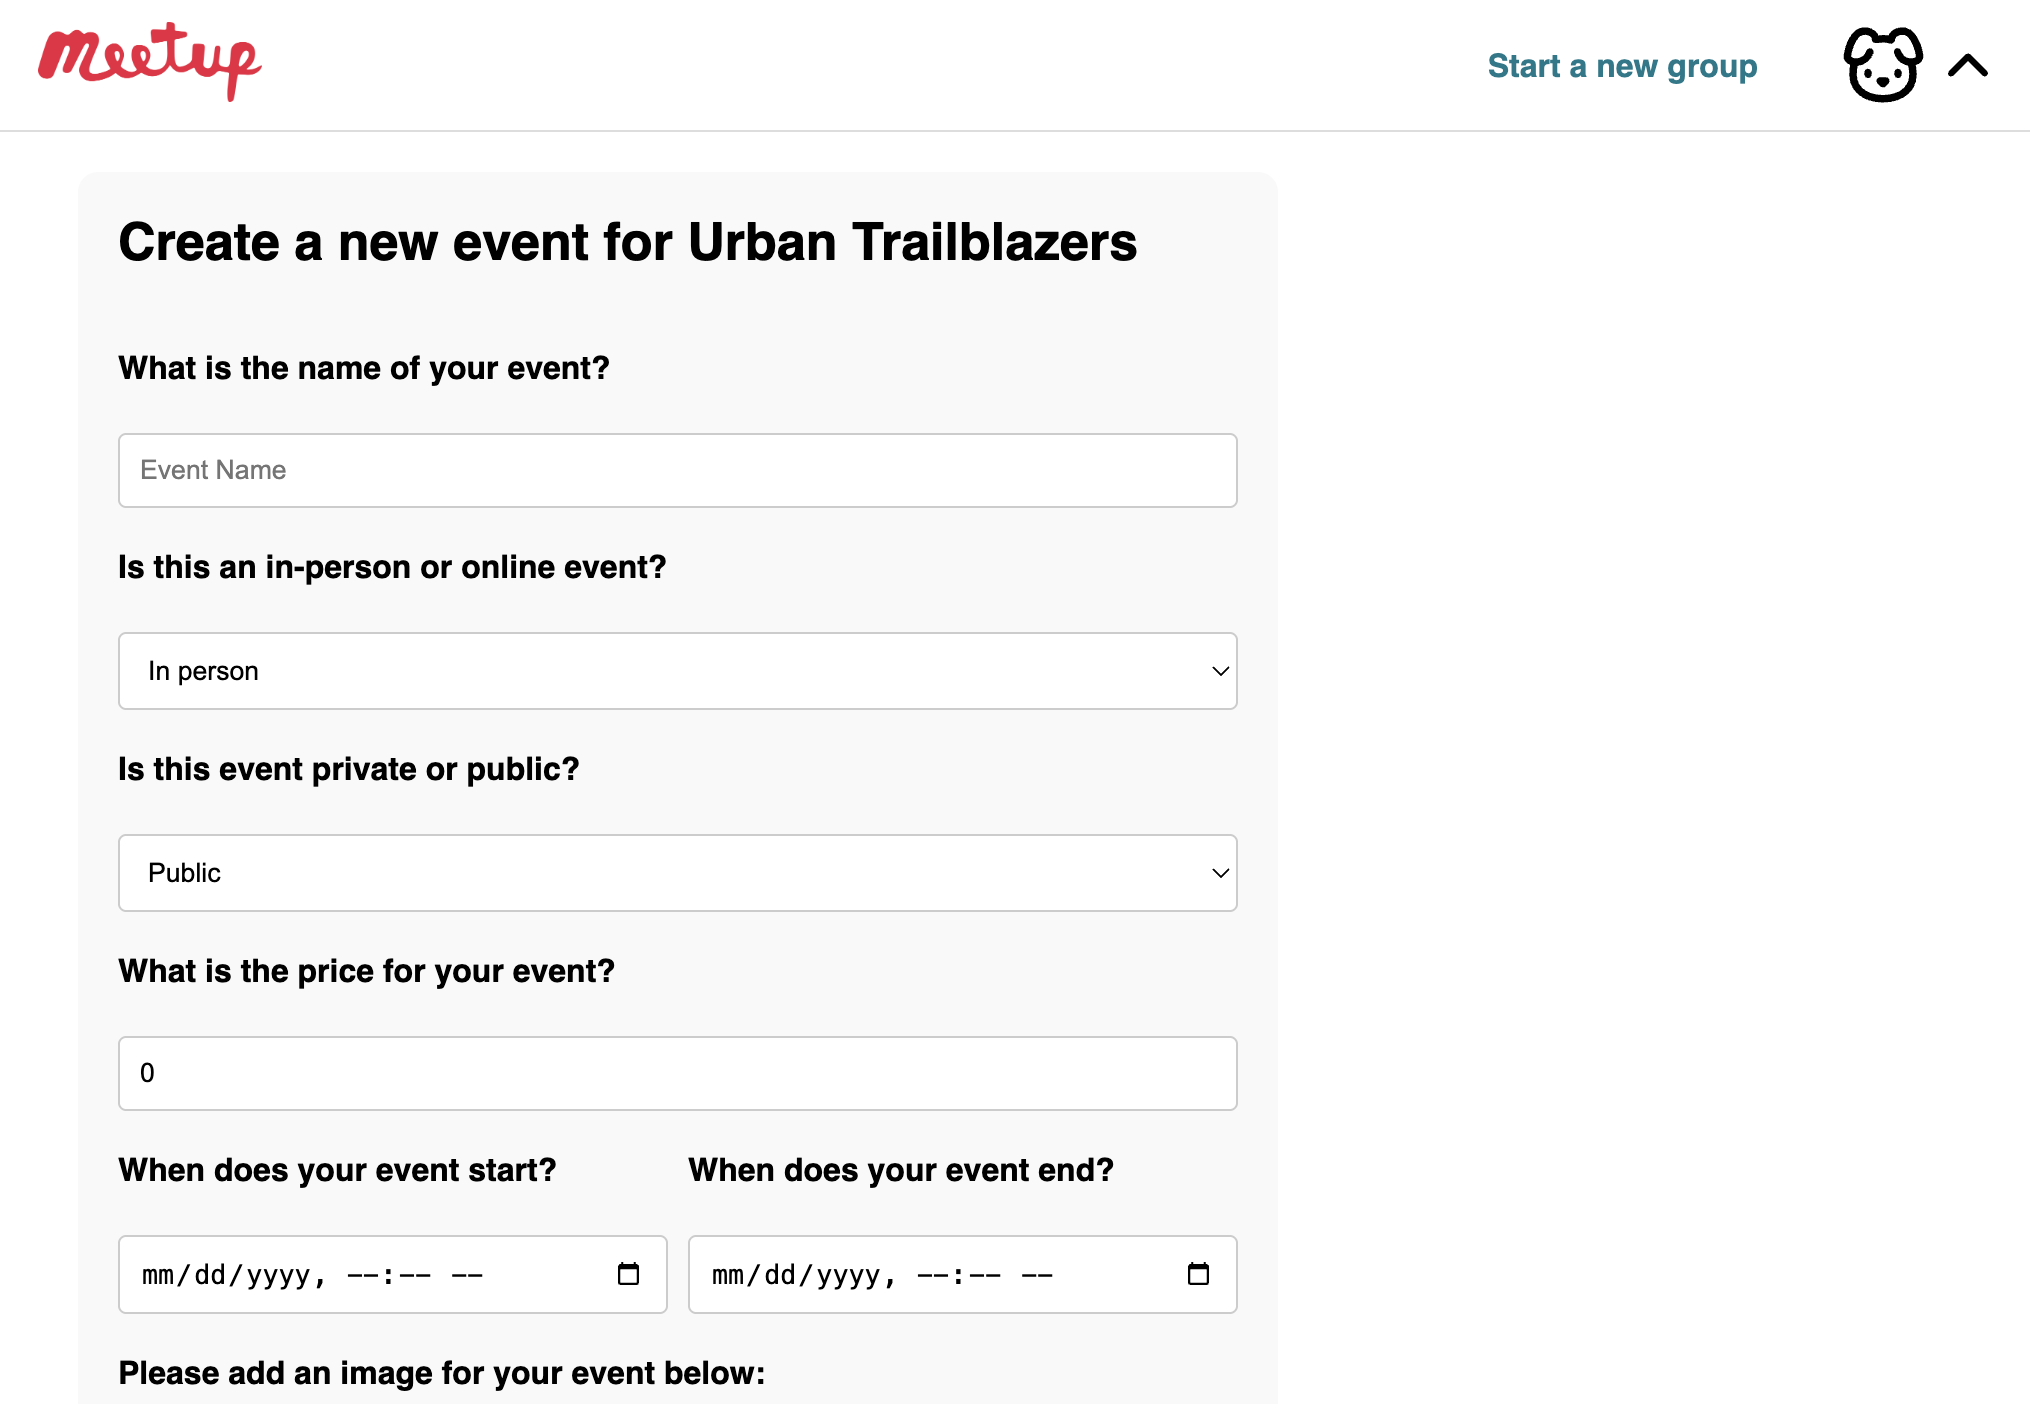 Meetup
Start a new group
Create a new event for Urban Trailblazers
What is the name of your event?
Event Name
Is this an in-person or online event?
In person
Is this event private or public?
Public
What is the price for your event?
0
When does your event start?
When does your event end?
mm/dd/yyyy, --:-- --
mm/dd/yyyy, --:-- --
Please add an image for your event below: